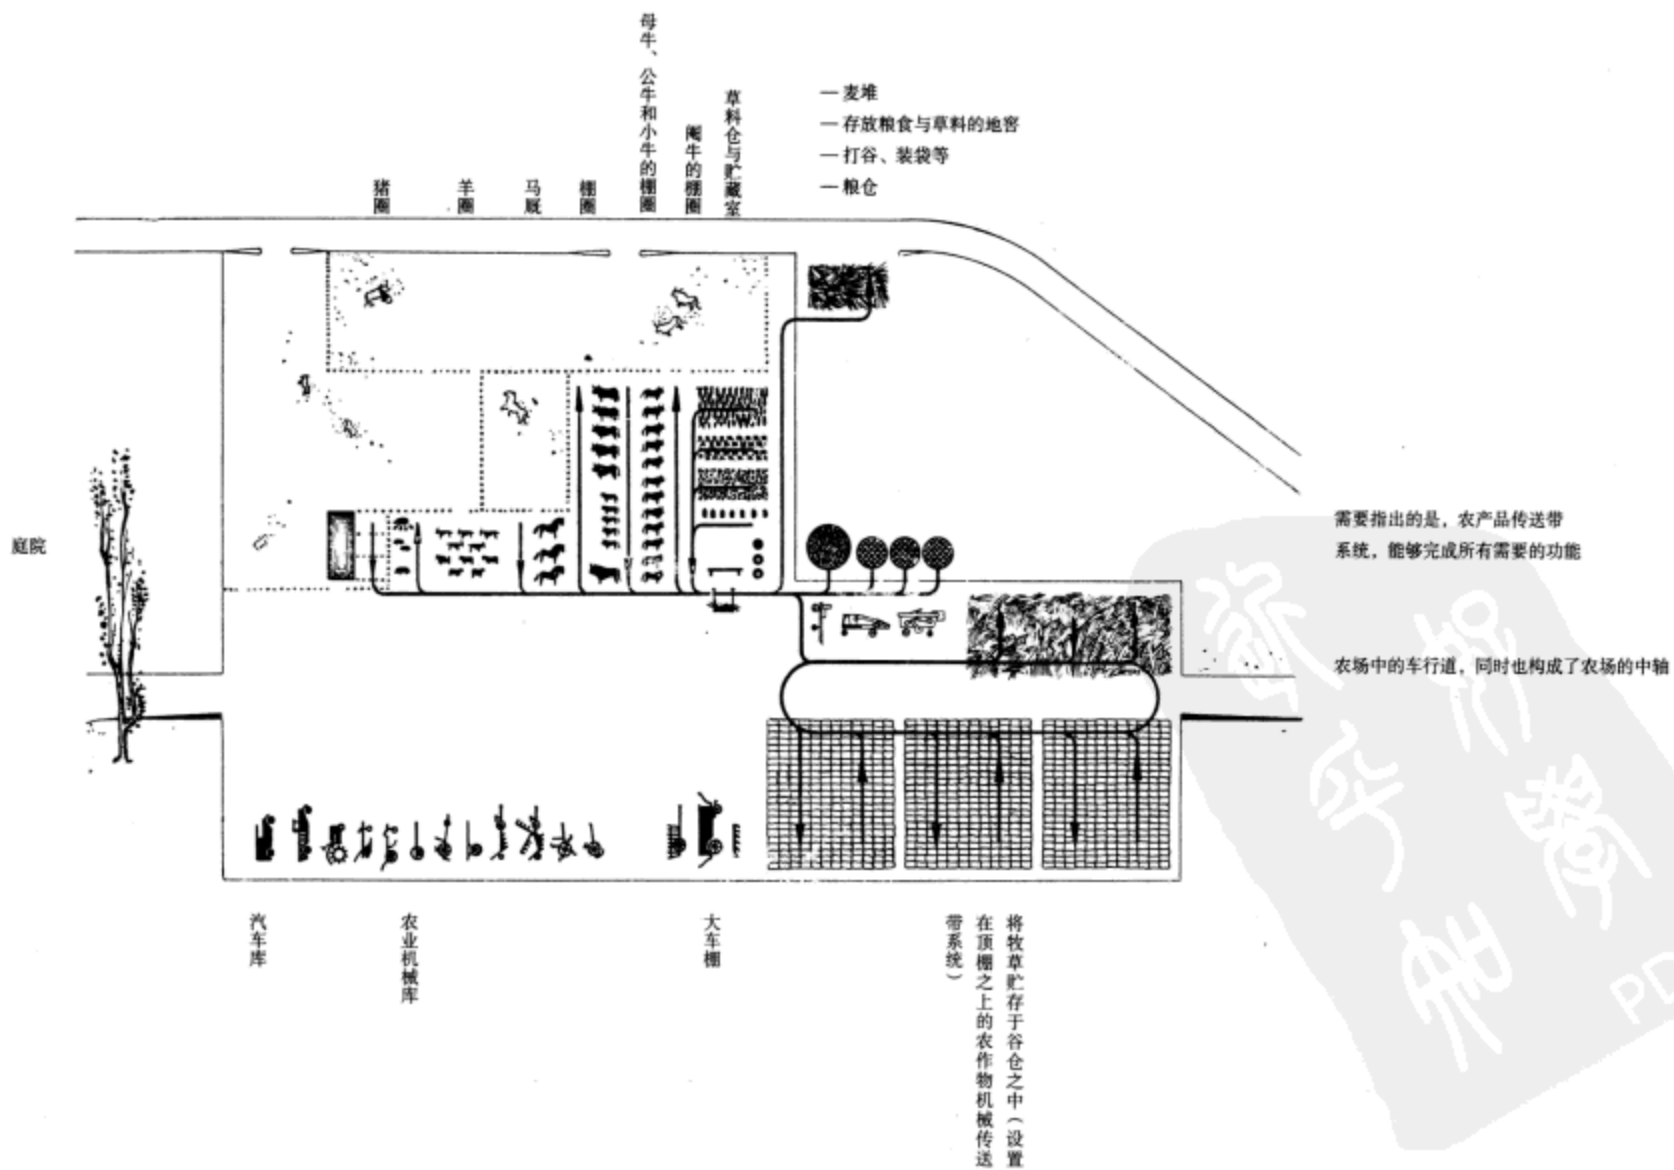 母牛、公牛和小牛的棚圈
阉牛的棚圈
草料仓与贮藏室
猪圈
羊圈
马厩
棚圈
— 麦堆
— 存放粮食与草料的地窖
— 打谷、装袋等
— 粮仓
庭院
需要指出的是，农产品传送带
系统，能够完成所有需要的功能
农场中的车行道，同时也构成了农场的中轴
汽车库
农业机械库
大车棚
将牧草贮存于谷仓之中（设置
在顶棚之上的农作物机械传送
带系统）
PD